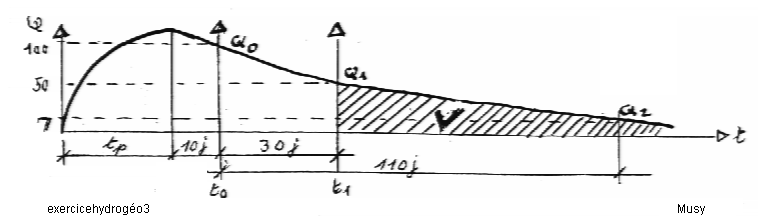 Q
100
Q0
50
Q1
7
V
Q2
t
tp
10j
30j
110j
t0
t1
exercicehydrogéo3
Musy